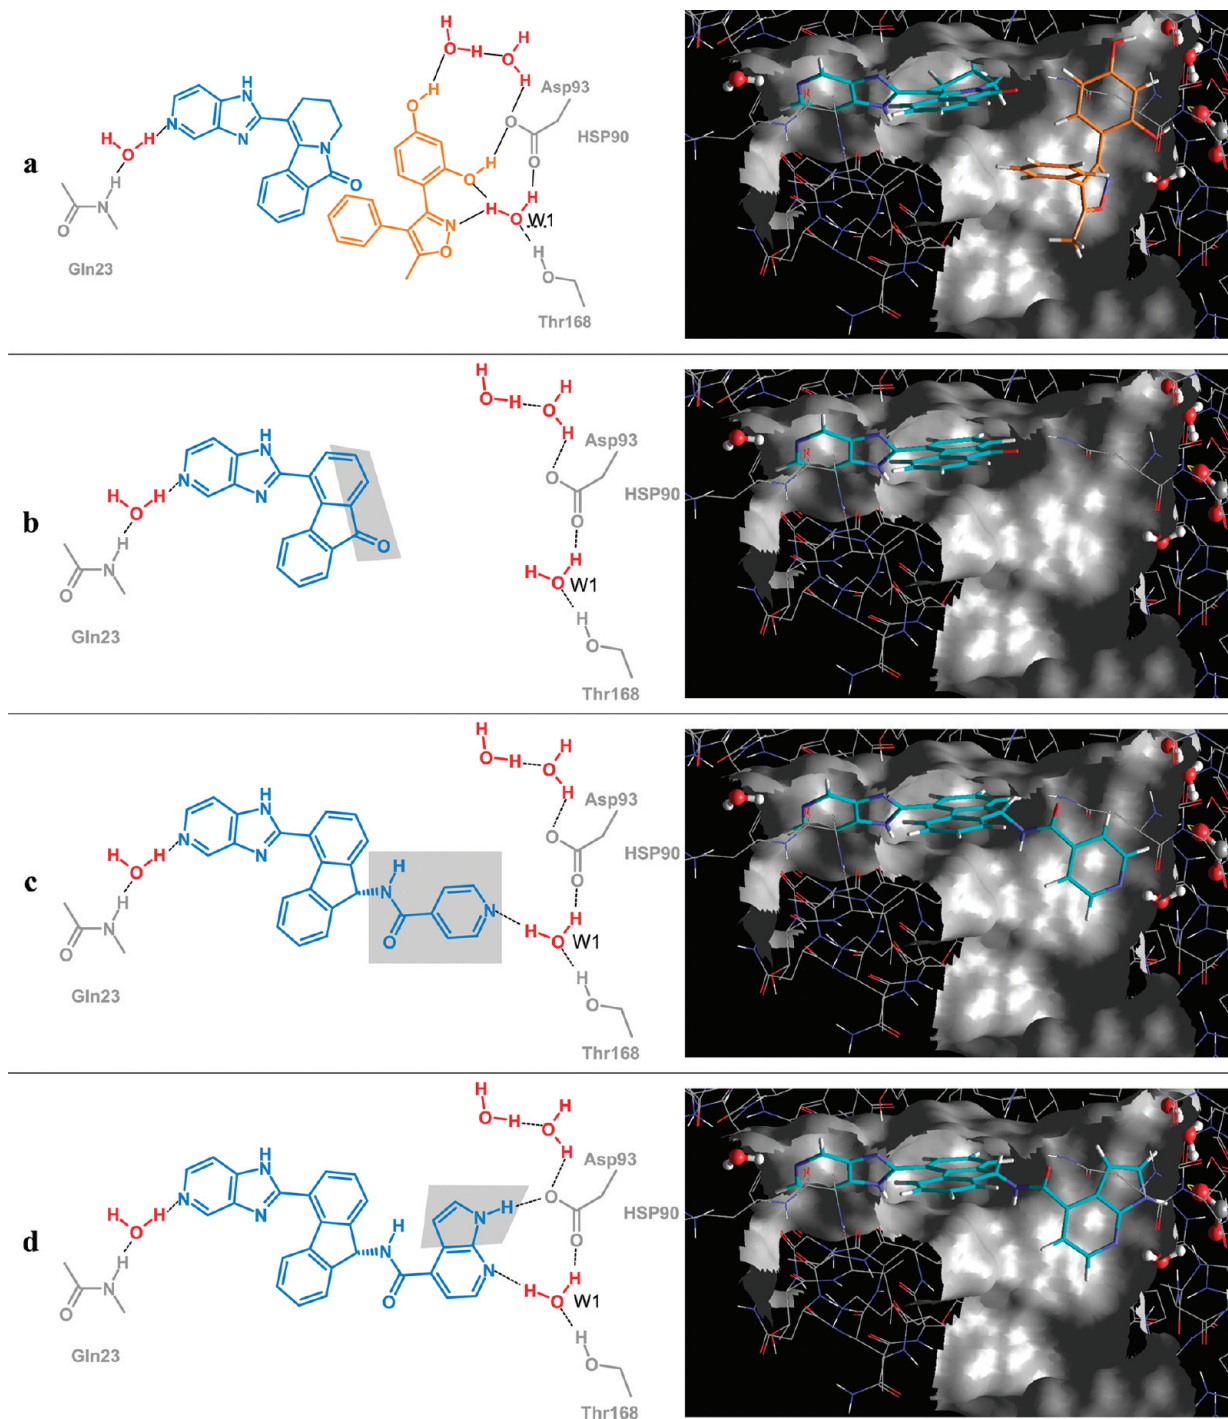 H
H O H O
H
H Asp93
O H O
HSP90
H
N
H H N N
N O
O H H
O H
O H O
H N N W1
O N O H
O
Gln23
Thr168
a
H H
O H O
H Asp93
H
N O
HSP90
N
H H N O
O
H
H O
H O W1
N
O H
O
Gln23
Thr168
b
H H
O H O
H Asp93
H
N O
HSP90
H
N
H H N O
O N
H
H N H
N O W1
O
O H
O
Gln23
Thr168
c
H H
O H O
H Asp93
H
N N H O
HSP90
N
H H N H O
O
N N H
H H
N O O W1
O
H
O
Gln23
Thr168
d